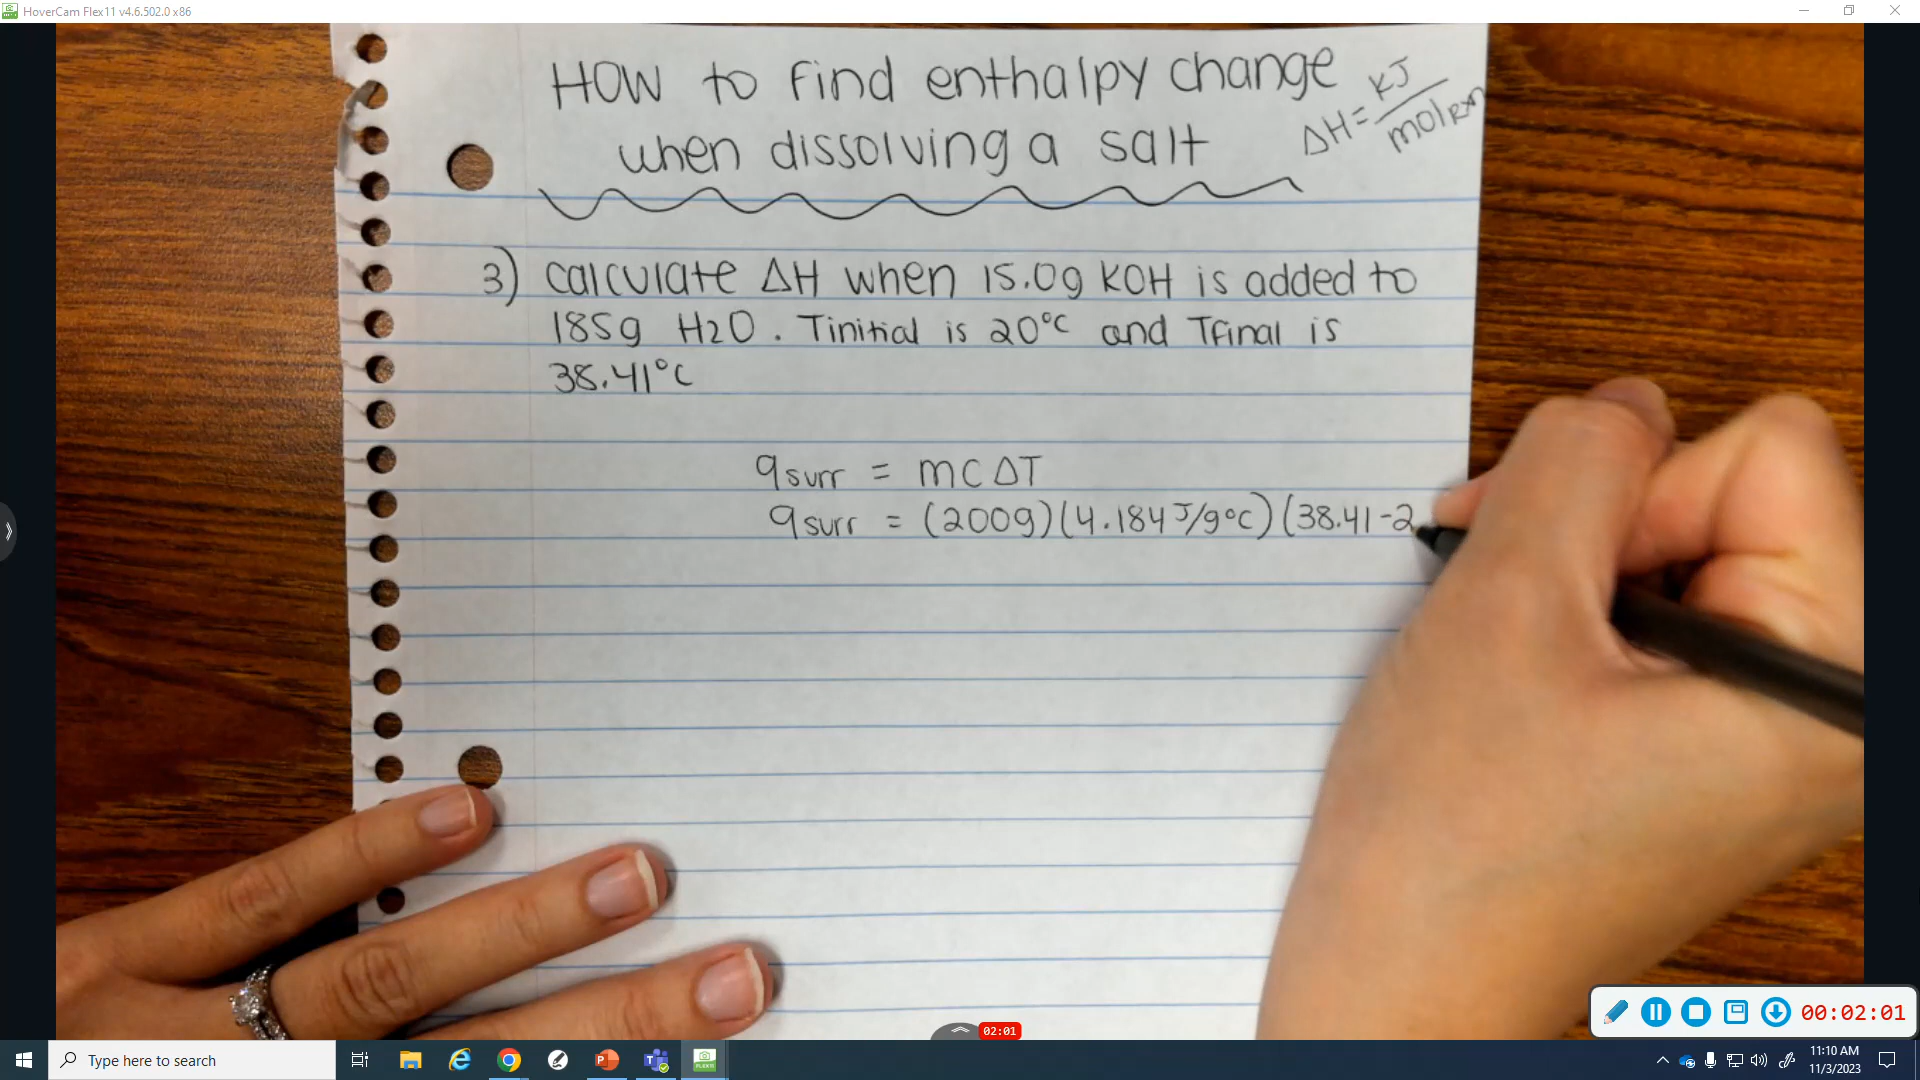 HoverCam Flex11 v4.6.502.0 x86
HOW to find enthalpy change
when dissolving a salt
ΔH = KJ/molrxn
3) calculate ΔH when 15.0g KOH is added to
185g H2O. Tinitial is 20°C and Tfinal is
38.41°C
qsurr = mCΔT
qsurr = (200g)(4.184 J/g°C)(38.41-2
02:01
00:02:01
Type here to search
11:10 AM
11/3/2023